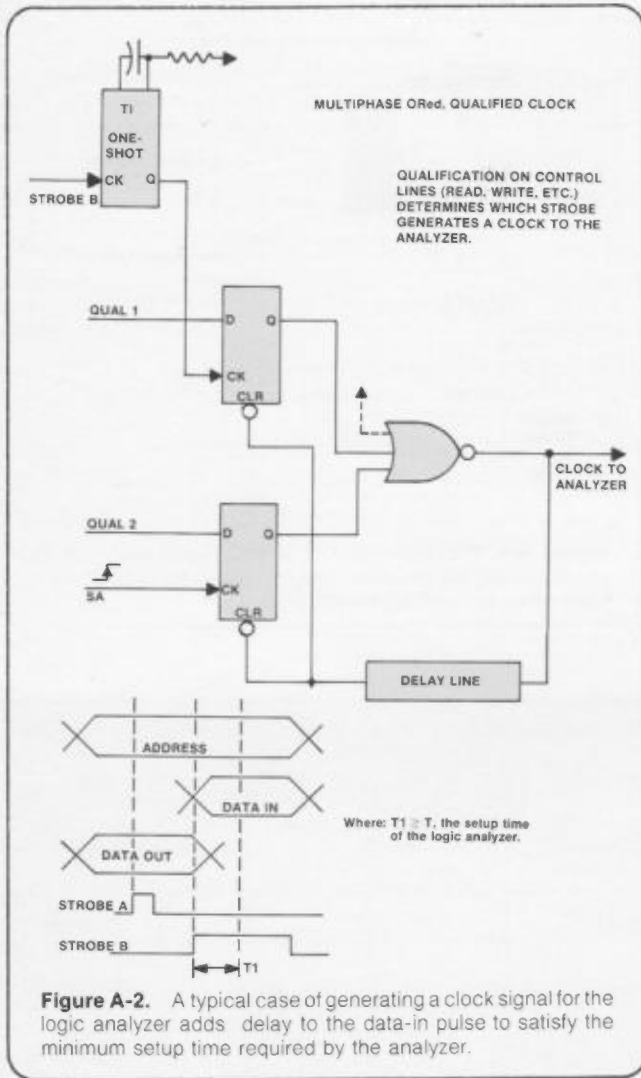 T1
ONE-
SHOT
CK Q
STROBE B
MULTIPHASE ORed, QUALIFIED CLOCK
QUALIFICATION ON CONTROL
LINES (READ, WRITE, ETC.)
DETERMINES WHICH STROBE
GENERATES A CLOCK TO THE
ANALYZER.
QUAL 1
D Q
CK
CLR
CLOCK TO
ANALYZER
QUAL 2
D Q
SA
CK
CLR
DELAY LINE
ADDRESS
DATA IN
Where: T1 ≥ T, the setup time
of the logic analyzer.
DATA OUT
STROBE A
STROBE B
T1
Figure A-2. A typical case of generating a clock signal for the
logic analyzer adds delay to the data-in pulse to satisfy the
minimum setup time required by the analyzer.